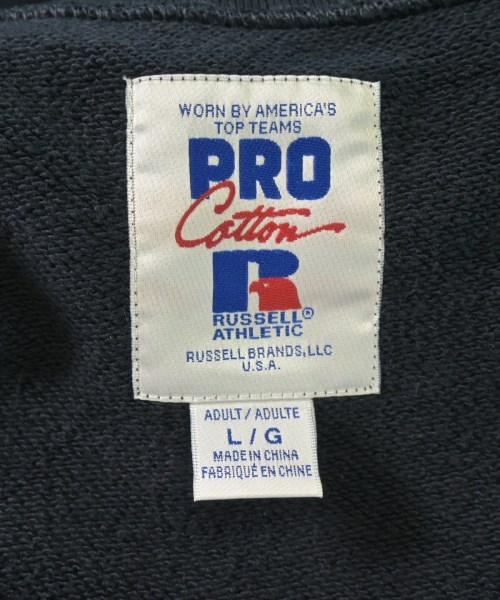 WORN BY AMERICA'S
TOP TEAMS
PRO
Cotton
R
RUSSELL®
ATHLETIC
RUSSELL BRANDS, LLC
U.S.A.
ADULT / ADULTE
L / G
MADE IN CHINA
FABRIQUÉ EN CHINE